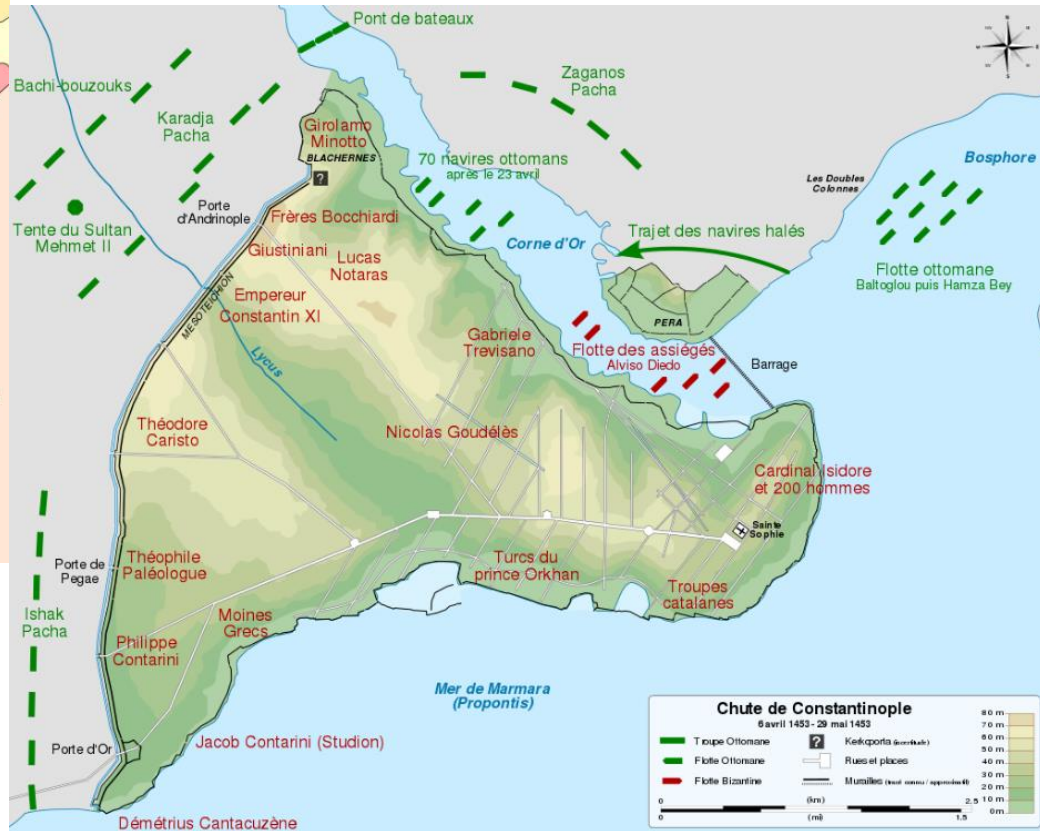 Pont de bateaux
Bachi-bouzouks
Karadja
Pacha
Zaganos
Pacha
N
Girolamo
Minotto
BLACHERNES
?
70 navires ottomans
après le 23 avril
Bosphore
Les Doubles
Colonnes
Tente du Sultan
Mehmet II
Porte
d'Andrinople
Frères Bocchiardi
Giustiniani
Lucas
Notaras
Corne d'Or
Trajet des navires halés
Flotte ottomane
Baltoglou puis Hamza Bey
MESOTEICHION
Empereur
Constantin XI
PERA
Gabriele
Trevisano
Flotte des assiégés
Alviso Diedo
Barrage
Lycus
Théodore
Caristo
Nicolas Goudélès
Cardinal Isidore
et 200 hommes
Sainte
Sophie
Porte de
Pegae
Théophile
Paléologue
Turcs du
prince Orkhan
Troupes
catalanes
Ishak
Pacha
Moines
Grecs
Philippe
Contarini
Mer de Marmara
(Propontis)
Porte d'Or
Jacob Contarini (Studion)
Démétrius Cantacuzène
Chute de Constantinople
6 avril 1453 - 29 mai 1453
Troupe Ottomane
Flotte Ottomane
Flotte Bizantine
? Kerkoporta (incertitude)
Rues et places
Murailles (tracé connu / approximatif)
0 (km) 2.5
0 (mi) 1.5
80 m
70 m
60 m
50 m
40 m
30 m
20 m
10 m
0 m